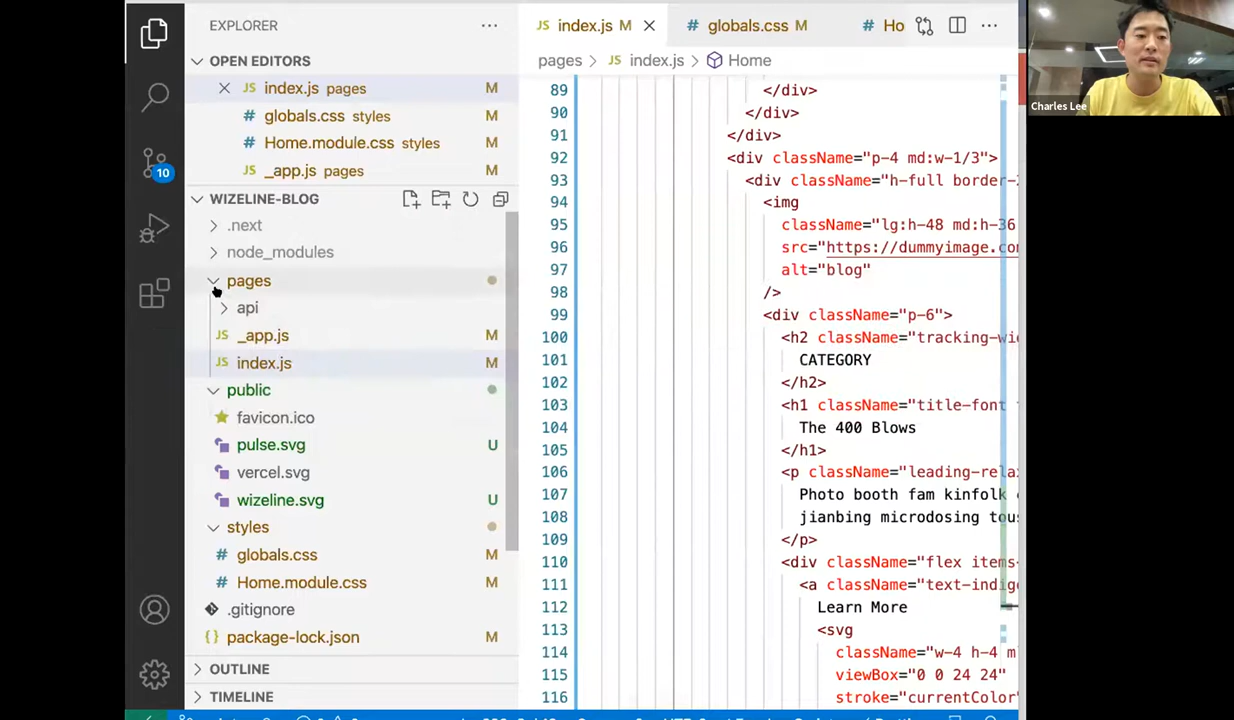 EXPLORER
OPEN EDITORS
index.js pages M
globals.css styles M
Home.module.css styles M
_app.js pages M
WIZELINE-BLOG
.next
node_modules
pages
api
_app.js M
index.js M
public
favicon.ico
pulse.svg U
vercel.svg
wizeline.svg U
styles
globals.css M
Home.module.css M
.gitignore
package-lock.json M
OUTLINE
TIMELINE
10
index.js M
globals.css M
Ho
pages > index.js > Home
89 </div>
90 </div>
91 </div>
92 <div className="p-4 md:w-1/3">
93 <div className="h-full border-
94 <img
95 className="lg:h-48 md:h-36
96 src="https://dummyimage.co
97 alt="blog"
98 />
99 <div className="p-6">
100 <h2 className="tracking-wi
101 CATEGORY
102 </h2>
103 <h1 className="title-font
104 The 400 Blows
105 </h1>
106 <p className="leading-rela
107 Photo booth fam kinfolk
108 jianbing microdosing tous
109 </p>
110 <div className="flex items-
111 <a className="text-indig
112 Learn More
113 <svg
114 className="w-4 h-4 m
115 viewBox="0 0 24 24"
116 stroke="currentColor"
Charles Lee